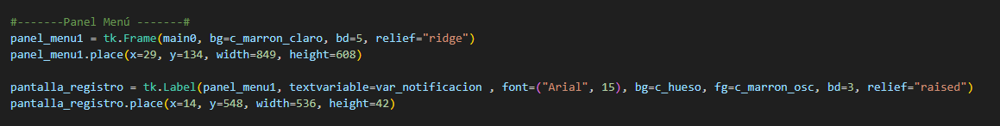 #-------Panel Menú -------#
panel_menu1 = tk.Frame(main0, bg=c_marron_claro, bd=5, relief="ridge")
panel_menu1.place(x=29, y=134, width=849, height=608)
pantalla_registro = tk.Label(panel_menu1, textvariable=var_notificacion , font=("Arial", 15), bg=c_hueso, fg=c_marron_osc, bd=3, relief="raised")
pantalla_registro.place(x=14, y=548, width=536, height=42)